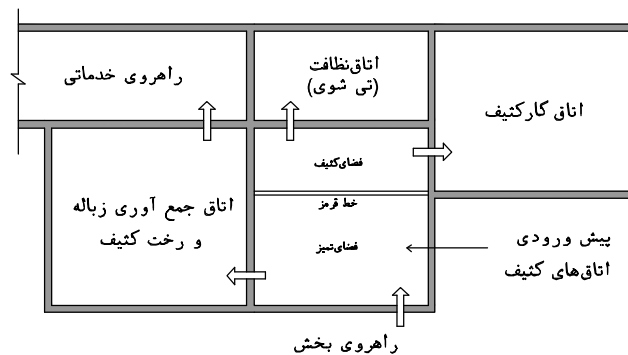 راهروی خدماتی
اتاق‌نظافت
(تی شوی)
اتاق کارکثیف
فضای‌کثیف
خط قرمز
فضای‌تمیز
اتاق جمع آوری زباله
و رخت کثیف
پیش ورودی
اتاق‌های کثیف
راهروی بخش